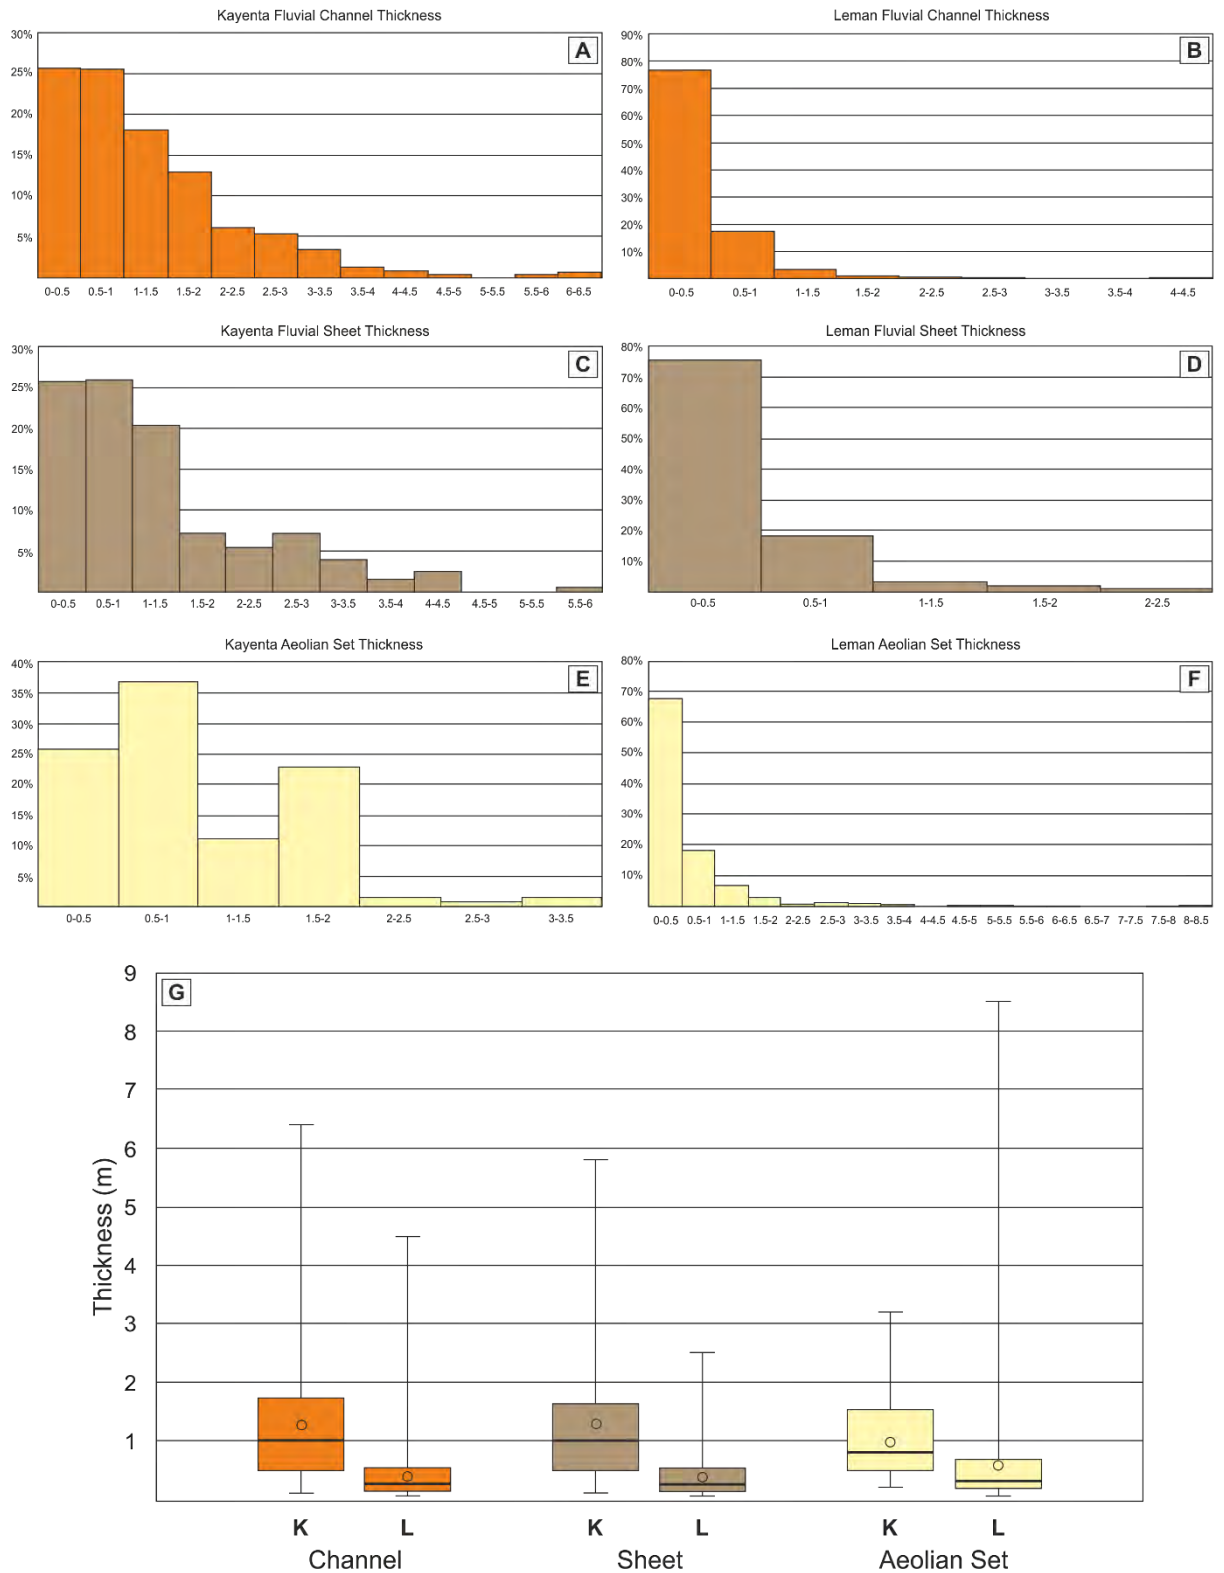 Kayenta Fluvial Channel Thickness
30%
25%
20%
15%
10%
5%
A
0-0.5 0.5-1 1-1.5 1.5-2 2-2.5 2.5-3 3-3.5 3.5-4 4-4.5 4.5-5 5-5.5 5.5-6 6-6.5
Leman Fluvial Channel Thickness
90%
80%
70%
60%
50%
40%
30%
20%
10%
B
0-0.5 0.5-1 1-1.5 1.5-2 2-2.5 2.5-3 3-3.5 3.5-4 4-4.5
Kayenta Fluvial Sheet Thickness
30%
25%
20%
15%
10%
5%
C
0-0.5 0.5-1 1-1.5 1.5-2 2-2.5 2.5-3 3-3.5 3.5-4 4-4.5 4.5-5 5-5.5 5.5-6
Leman Fluvial Sheet Thickness
80%
70%
60%
50%
40%
30%
20%
10%
D
0-0.5 0.5-1 1-1.5 1.5-2 2-2.5
Kayenta Aeolian Set Thickness
40%
35%
30%
25%
20%
15%
10%
5%
E
0-0.5 0.5-1 1-1.5 1.5-2 2-2.5 2.5-3 3-3.5
Leman Aeolian Set Thickness
80%
70%
60%
50%
40%
30%
20%
10%
F
0-0.5 0.5-1 1-1.5 1.5-2 2-2.5 2.5-3 3-3.5 3.5-4 4-4.5 4.5-5 5-5.5 5.5-6 6-6.5 6.5-7 7-7.5 7.5-8 8-8.5
G
Thickness (m)
9
8
7
6
5
4
3
2
1
K L K L K L
Channel Sheet Aeolian Set